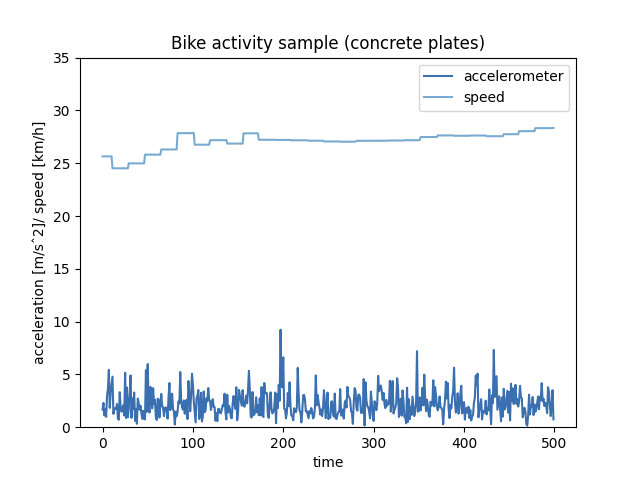 Bike activity sample (concrete plates)
accelerometer
speed
35
30
25
20
15
10
5
0
acceleration [m/sˆ2]/ speed [km/h]
0 100 200 300 400 500
time